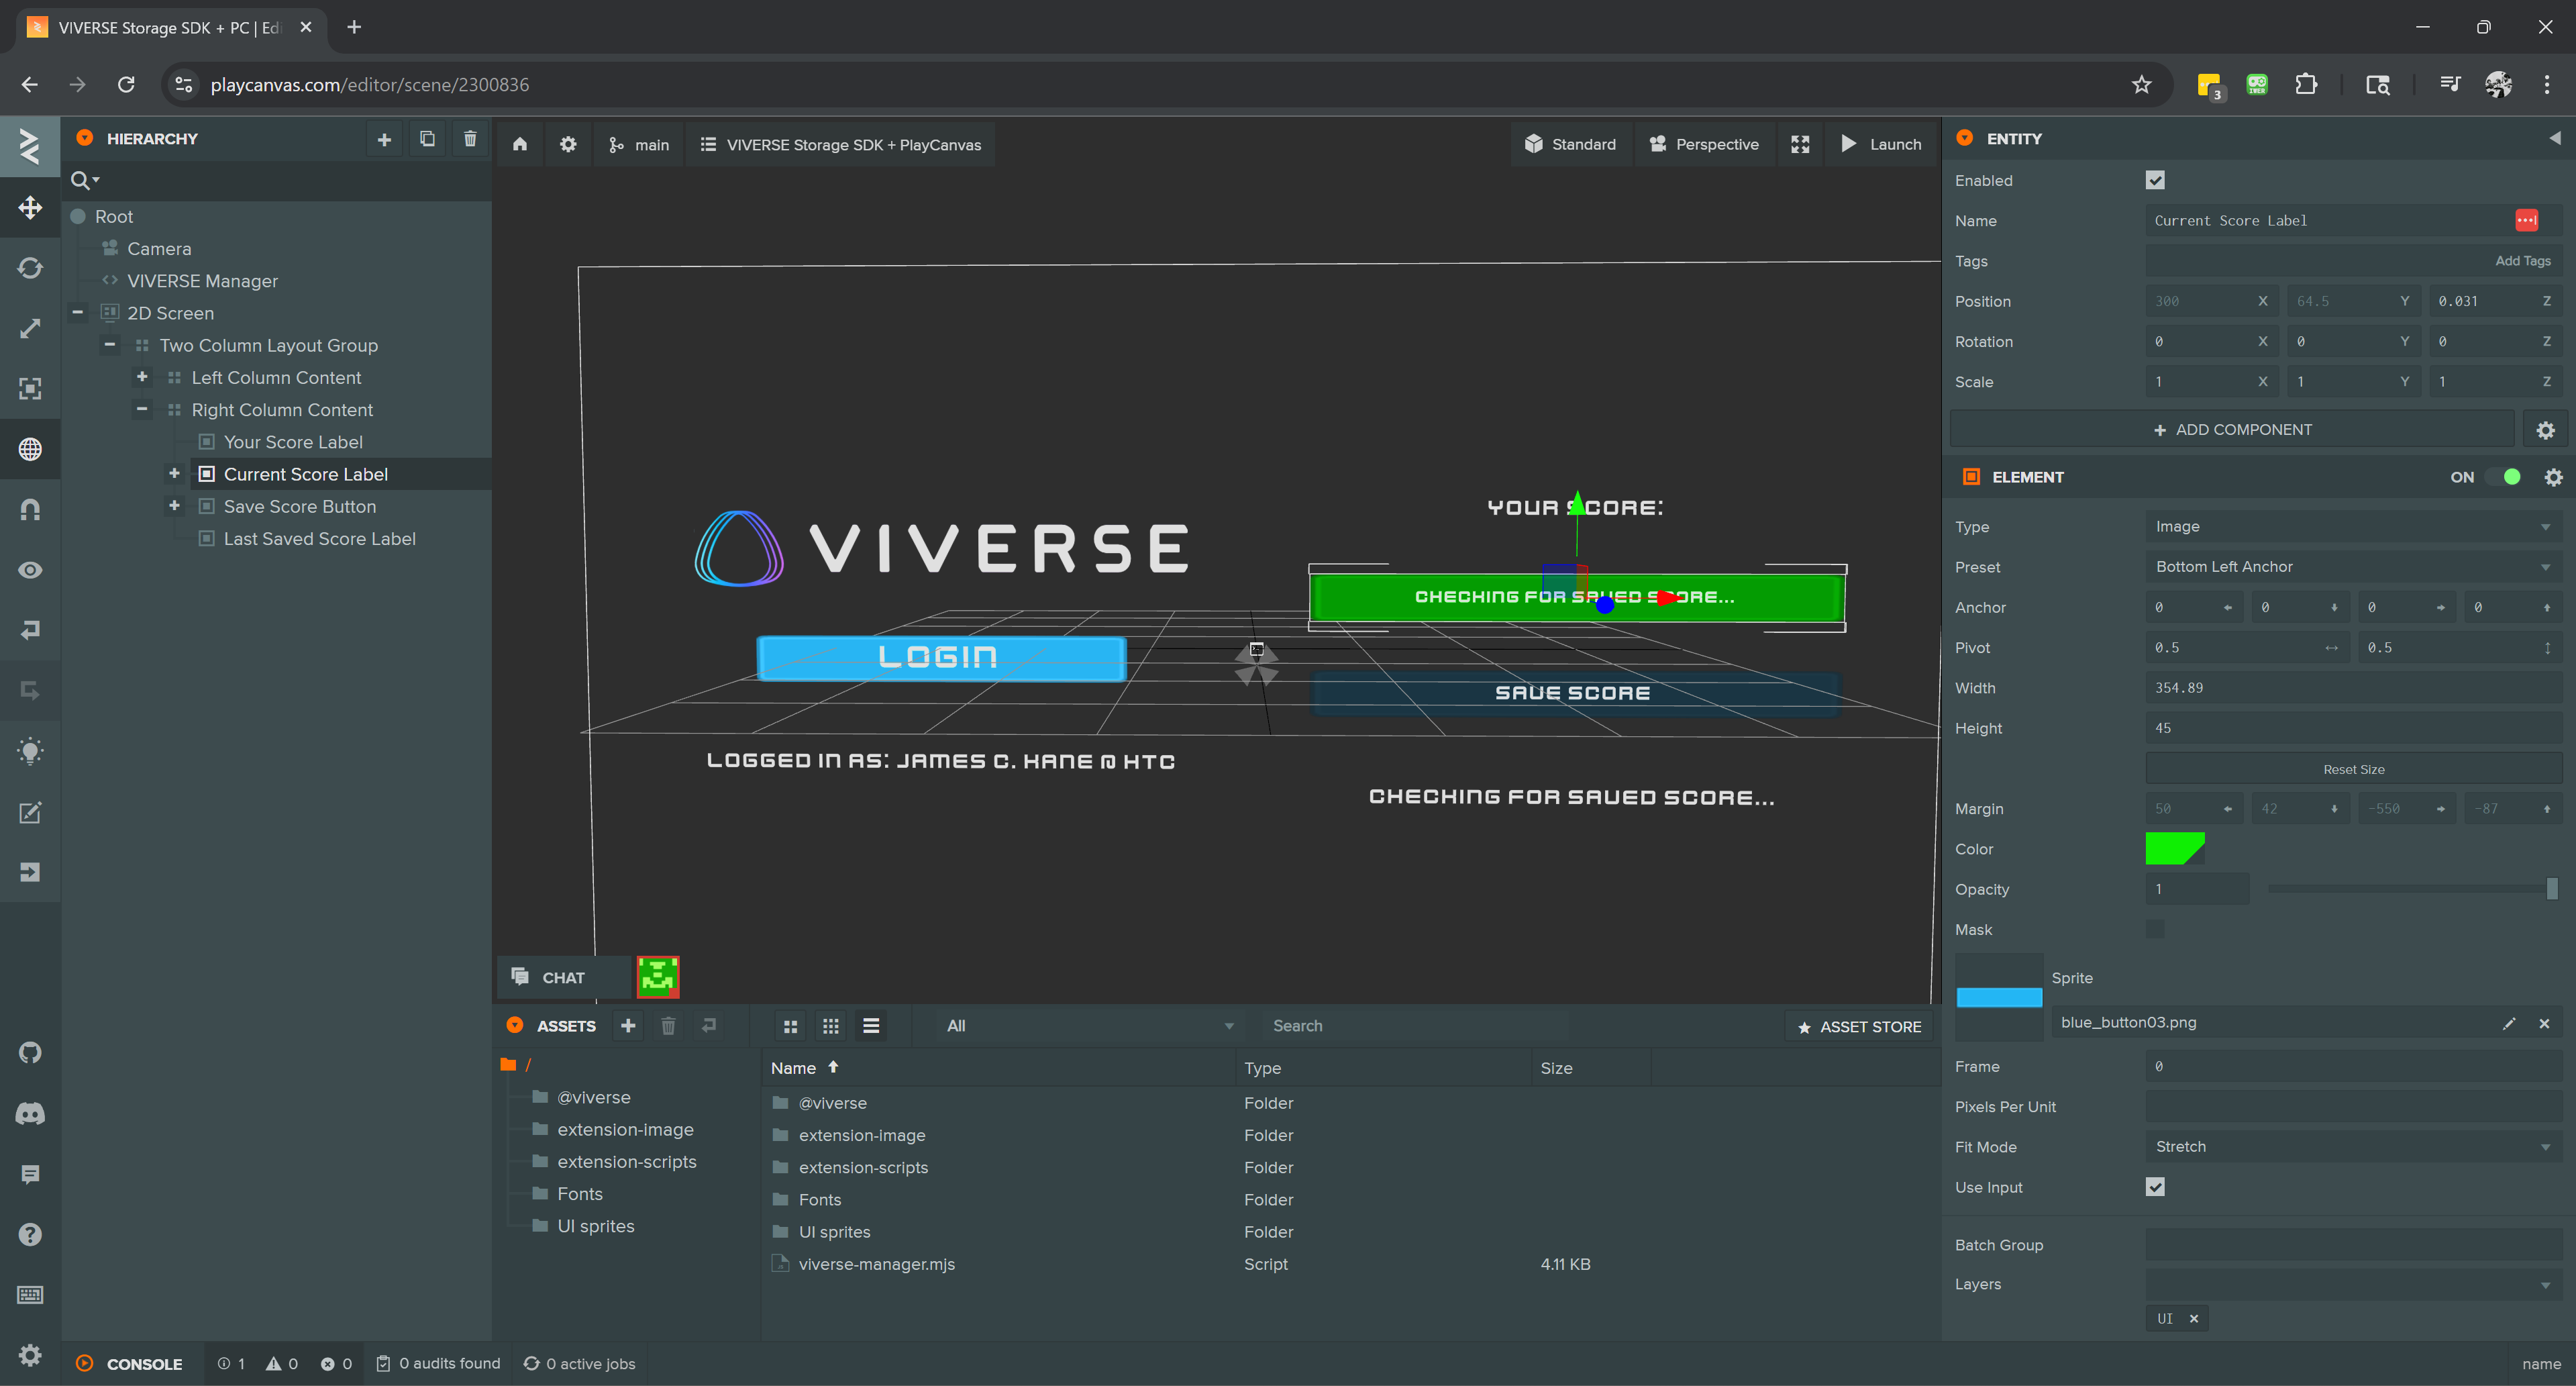 VIVERSE Storage SDK + PC | Edi
playcanvas.com/editor/scene/2300836
3
IWER
HIERARCHY
main
VIVERSE Storage SDK + PlayCanvas
Standard
Perspective
Launch
ENTITY
Root
Camera
VIVERSE Manager
2D Screen
Two Column Layout Group
Left Column Content
Right Column Content
Your Score Label
Current Score Label
Save Score Button
Last Saved Score Label
VIVERSE
LOGIN
LOGGED IN AS: JAMES C. KANE @ HTC
YOUR SCORE:
CHECKING FOR SAVED SCORE...
SAVE SCORE
CHECKING FOR SAVED SCORE...
CHAT
Enabled
Name Current Score Label
Tags Add Tags
Position 300 X 64.5 Y 0.031 Z
Rotation 0 X 0 Y 0 Z
Scale 1 X 1 Y 1 Z
ADD COMPONENT
ELEMENT ON
Type Image
Preset Bottom Left Anchor
Anchor 0 0 0 0
Pivot 0.5 0.5
Width 354.89
Height 45
Reset Size
Margin 50 42 -550 -87
Color
Opacity 1
Mask
Sprite
blue_button03.png
Frame 0
Pixels Per Unit
Fit Mode Stretch
Use Input
Batch Group
Layers
UI
ASSETS
All
Search
ASSET STORE
/
@viverse
extension-image
extension-scripts
Fonts
UI sprites
Name Type Size
@viverse Folder
extension-image Folder
extension-scripts Folder
Fonts Folder
UI sprites Folder
viverse-manager.mjs Script 4.11 KB
CONSOLE 1 0 0 0 audits found 0 active jobs
name